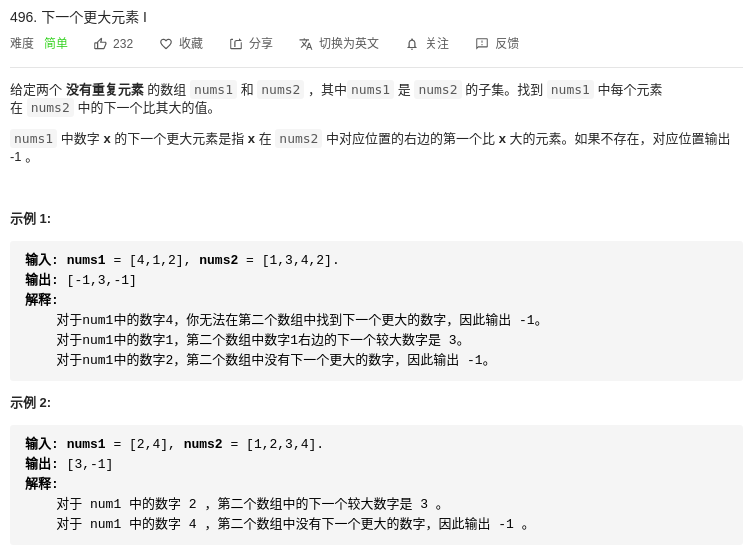 496. 下一个更大元素 I
难度 简单 232 收藏 分享 切换为英文 关注 反馈
给定两个 没有重复元素 的数组 nums1 和 nums2 ，其中 nums1 是 nums2 的子集。找到 nums1 中每个元素
在 nums2 中的下一个比其大的值。
nums1 中数字 x 的下一个更大元素是指 x 在 nums2 中对应位置的右边的第一个比 x 大的元素。如果不存在，对应位置输出
-1 。
示例 1:
输入: nums1 = [4,1,2], nums2 = [1,3,4,2].
输出: [-1,3,-1]
解释:
对于num1中的数字4，你无法在第二个数组中找到下一个更大的数字，因此输出 -1。
对于num1中的数字1，第二个数组中数字1右边的下一个较大数字是 3。
对于num1中的数字2，第二个数组中没有下一个更大的数字，因此输出 -1。
示例 2:
输入: nums1 = [2,4], nums2 = [1,2,3,4].
输出: [3,-1]
解释:
对于 num1 中的数字 2 ，第二个数组中的下一个较大数字是 3 。
对于 num1 中的数字 4 ，第二个数组中没有下一个更大的数字，因此输出 -1 。